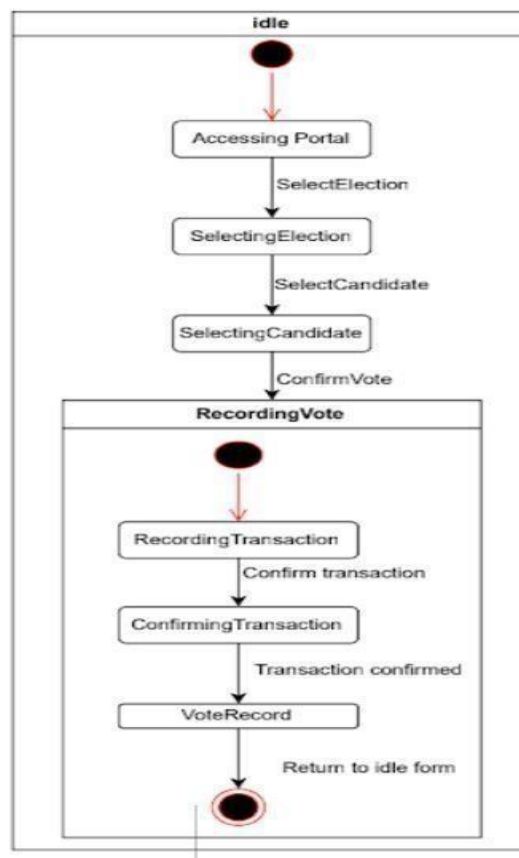 idle
Accessing Portal
SelectElection
SelectingElection
SelectCandidate
SelectingCandidate
ConfirmVote
RecordingVote
RecordingTransaction
Confirm transaction
ConfirmingTransaction
Transaction confirmed
VoteRecord
Return to idle form